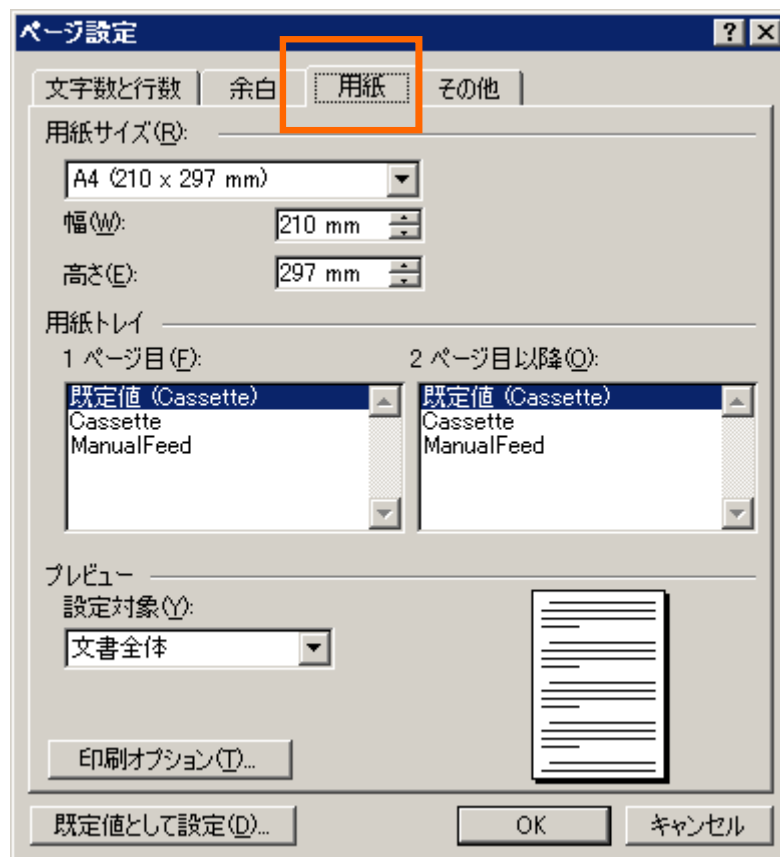 ページ設定
文字数と行数 余白 用紙 その他
用紙サイズ(R):
A4 (210 x 297 mm)
幅(W): 210 mm
高さ(E): 297 mm
用紙トレイ
1 ページ目(F): 2 ページ目以降(O):
既定値 (Cassette) 既定値 (Cassette)
Cassette Cassette
ManualFeed ManualFeed
プレビュー
設定対象(Y):
文書全体
印刷オプション(T)...
既定値として設定(D)... OK キャンセル